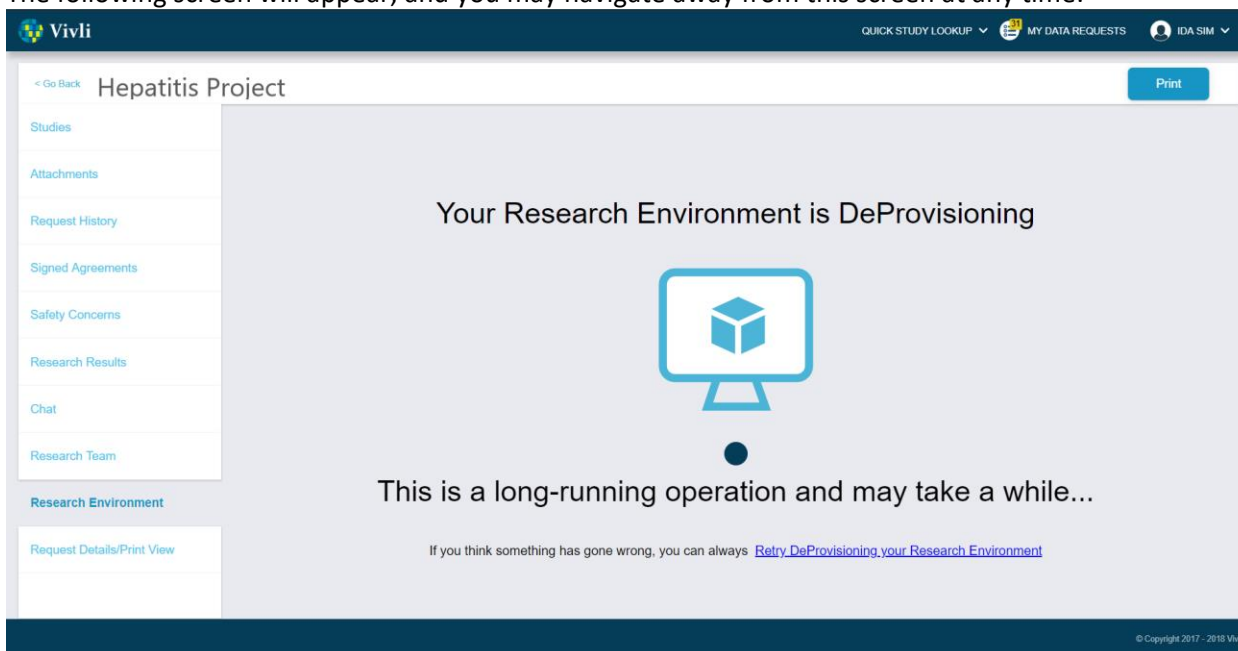 The following screen will appear, and you may navigate away from this screen at any time.
Vivli
QUICK STUDY LOOKUP
31
MY DATA REQUESTS
IDA SIM
< Go Back
Hepatitis Project
Print
Studies
Attachments
Request History
Signed Agreements
Safety Concerns
Research Results
Chat
Research Team
Research Environment
Request Details/Print View
Your Research Environment is DeProvisioning
This is a long-running operation and may take a while...
If you think something has gone wrong, you can always Retry DeProvisioning your Research Environment
© Copyright 2017 - 2018